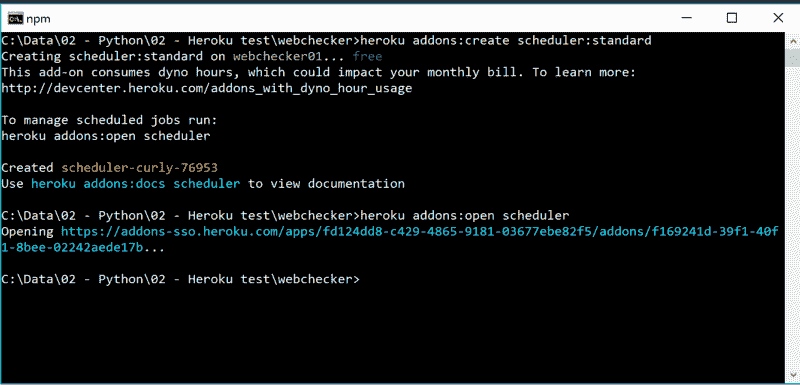 npm
C:\Data\02 - Python\02 - Heroku test\webchecker>heroku addons:create scheduler:standard
Creating scheduler:standard on webchecker01... free
This add-on consumes dyno hours, which could impact your monthly bill. To learn more:
http://devcenter.heroku.com/addons_with_dyno_hour_usage
To manage scheduled jobs run:
heroku addons:open scheduler
Created scheduler-curly-76953
Use heroku addons:docs scheduler to view documentation
C:\Data\02 - Python\02 - Heroku test\webchecker>heroku addons:open scheduler
Opening https://addons-sso.heroku.com/apps/fd124dd8-c429-4865-9181-03677ebe82f5/addons/f169241d-39f1-40f
1-8bee-02242aede17b...
C:\Data\02 - Python\02 - Heroku test\webchecker>